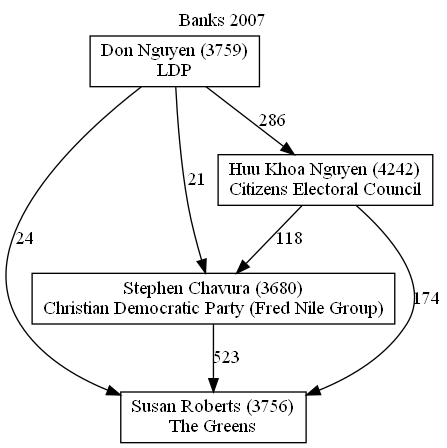 Banks 2007
Don Nguyen (3759)
LDP
286
Huu Khoa Nguyen (4242)
Citizens Electoral Council
21
24
118
174
Stephen Chavura (3680)
Christian Democratic Party (Fred Nile Group)
523
Susan Roberts (3756)
The Greens